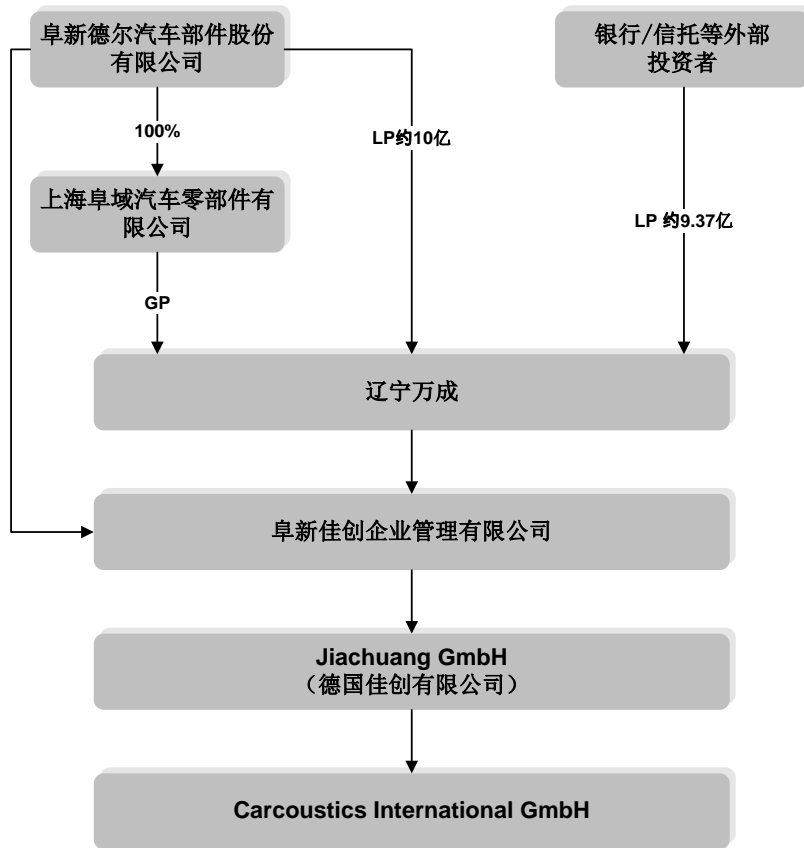 阜新德尔汽车部件股份
有限公司
银行/信托等外部
投资者
100%
LP约10亿
上海阜域汽车零部件有
限公司
LP 约9.37亿
GP
辽宁万成
阜新佳创企业管理有限公司
Jiachuang GmbH
（德国佳创有限公司）
Carcoustics International GmbH